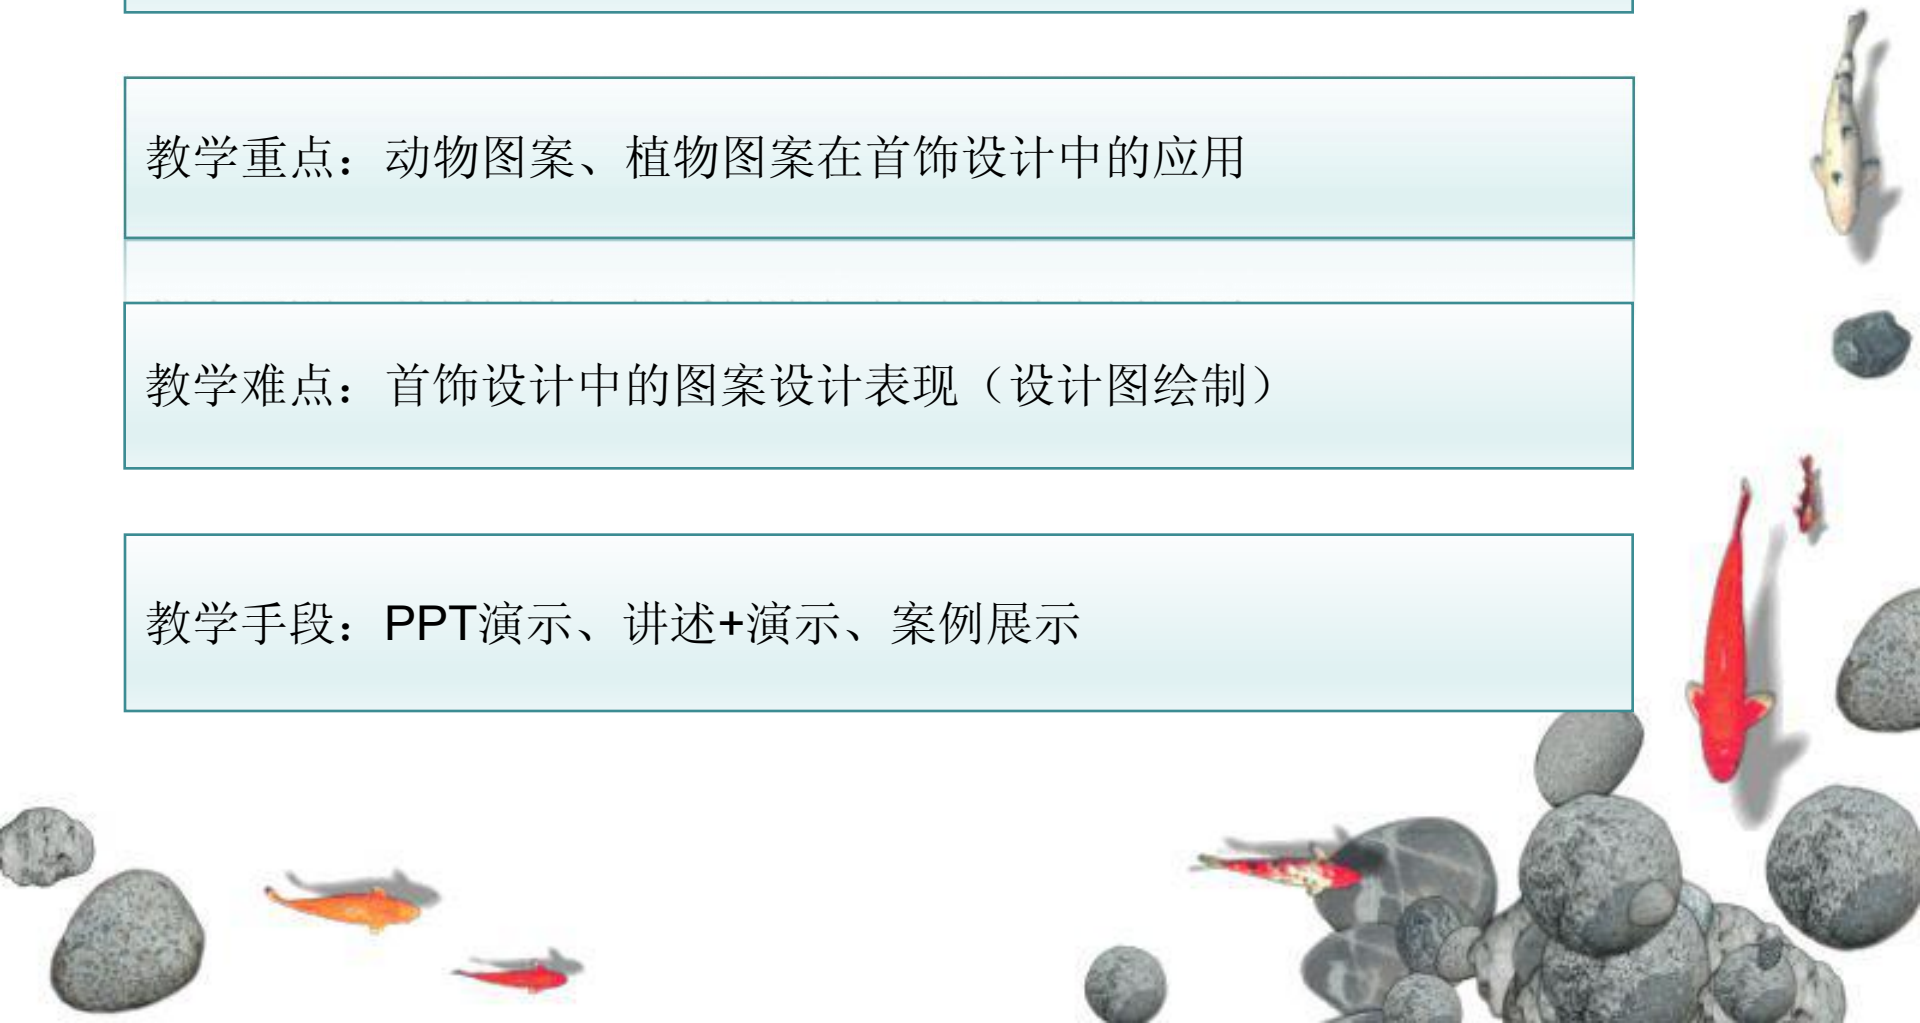 教学重点：动物图案、植物图案在首饰设计中的应用
教学难点：首饰设计中的图案设计表现（设计图绘制）
教学手段：PPT演示、讲述+演示、案例展示